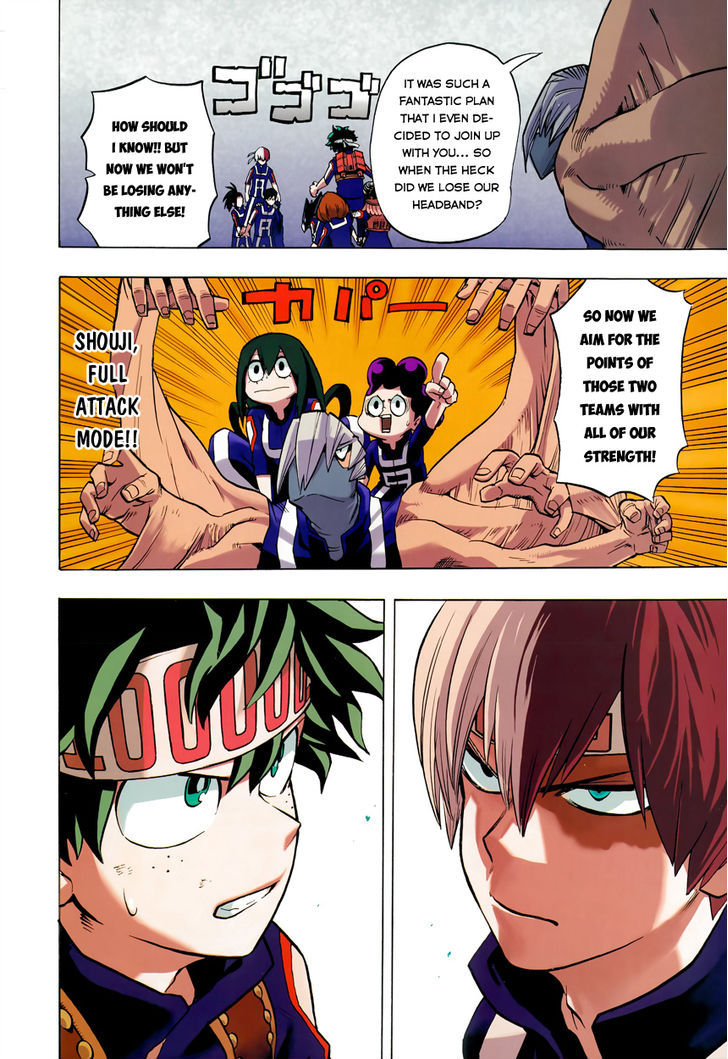 IT WAS SUCH A
FANTASTIC PLAN
THAT I EVEN DE-
CIDED TO JOIN UP
WITH YOU... SO
WHEN THE HECK
DID WE LOSE OUR
HEADBAND?
ゴゴゴ
HOW SHOULD
I KNOW!! BUT
NOW WE WON'T
BE LOSING ANY-
THING ELSE!
カパー
SO NOW WE
AIM FOR THE
POINTS OF
THOSE TWO
TEAMS WITH
ALL OF OUR
STRENGTH!
SHOUJI,
FULL
ATTACK
MODE!!